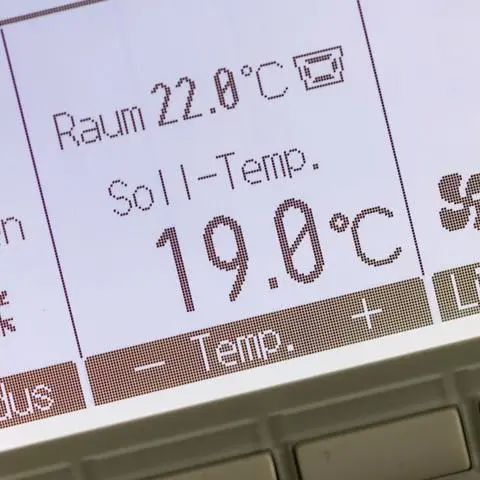 Raum 22.0°C
Soll-Temp.
19.0°C
− Temp. +